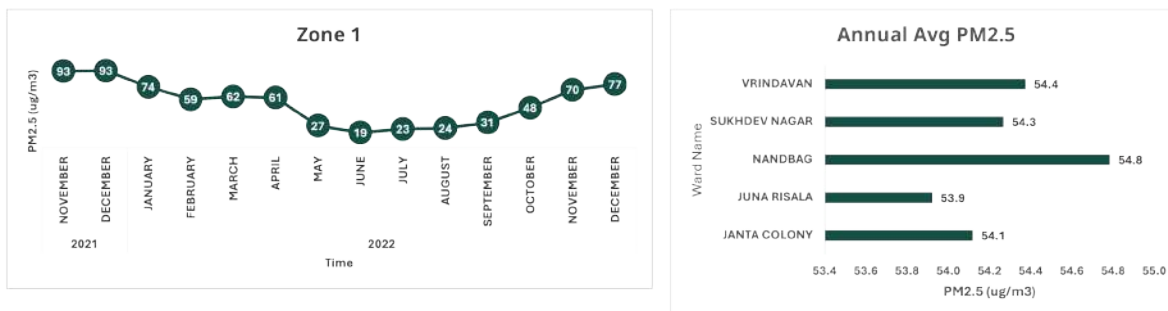 Zone 1
PM2.5 (ug/m3)
93
93
74
59
62
61
27
19
23
24
31
48
70
77
NOVEMBER
DECEMBER
JANUARY
FEBRUARY
MARCH
APRIL
MAY
JUNE
JULY
AUGUST
SEPTEMBER
OCTOBER
NOVEMBER
DECEMBER
2021
2022
Time
Annual Avg PM2.5
Ward Name
VRINDAVAN 54.4
SUKHDEV NAGAR 54.3
NANDBAG 54.8
JUNA RISALA 53.9
JANTA COLONY 54.1
53.4 53.6 53.8 54.0 54.2 54.4 54.6 54.8 55.0
PM2.5 (ug/m3)